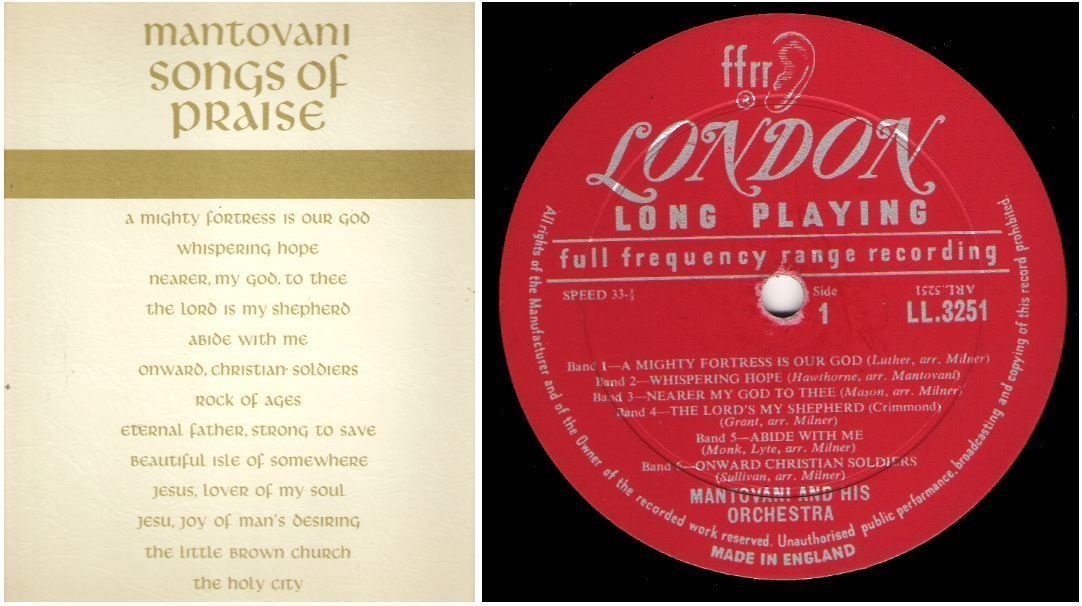 mantovani
songs of
praise
a mighty fortress is our god
whispering hope
nearer, my god, to thee
the lord is my shepherd
abide with me
onward, christian soldiers
rock of ages
eternal father, strong to save
beautiful isle of somewhere
jesus, lover of my soul
jesu, joy of man's desiring
the little brown church
the holy city
ffrr
®
LONDON
LONG PLAYING
full frequency range recording
SPEED 33-⅓
Side
1
ARL.5251
LL.3251
Band 1—A MIGHTY FORTRESS IS OUR GOD (Luther, arr. Milner)
Band 2—WHISPERING HOPE (Hawthorne, arr. Mantovani)
Band 3—NEARER MY GOD TO THEE (Mason, arr. Milner)
Band 4—THE LORD'S MY SHEPHERD (Crimmond)
(Grant, arr. Milner)
Band 5—ABIDE WITH ME
(Monk, Lyte, arr. Milner)
Band 6—ONWARD CHRISTIAN SOLDIERS
(Sullivan, arr. Milner)
MANTOVANI AND HIS
ORCHESTRA
All rights of the Manufacturer and of the Owner of the recorded work reserved. Unauthorised public performance, broadcasting and copying of this record prohibited.
MADE IN ENGLAND